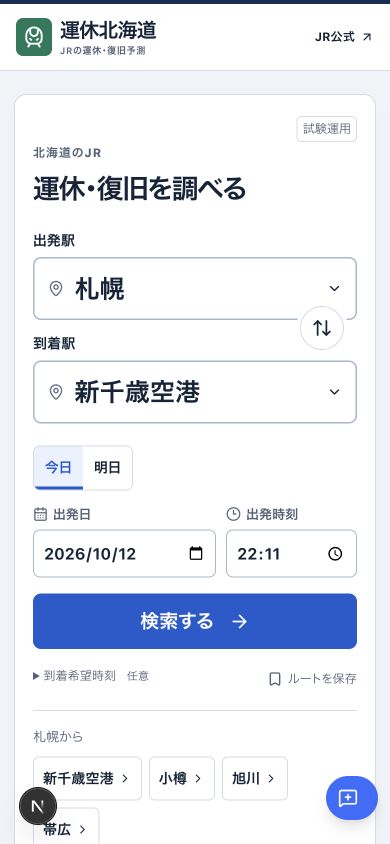 運休北海道
JRの運休・復旧予測
JR公式
試験運用
北海道のJR
運休・復旧を調べる
出発駅
札幌
到着駅
新千歳空港
今日 明日
出発日 出発時刻
2026/10/12 22:11
検索する
到着希望時刻 任意 ルートを保存
札幌から
新千歳空港 小樽 旭川
N
帯広